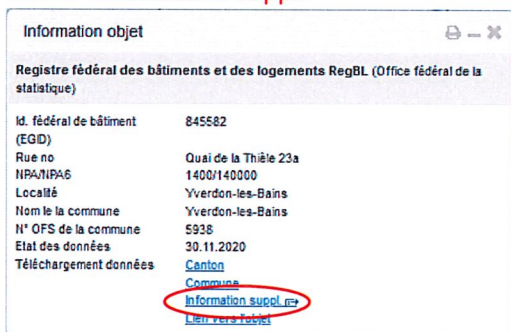 Information objet
Registre fédéral des bâtiments et des logements RegBL (Office fédéral de la
statistique)
Id. fédéral de bâtiment 845582
(EGID)
Rue no Quai de la Thièle 23a
NPA/NPA6 1400/140000
Localité Yverdon-les-Bains
Nom le la commune Yverdon-les-Bains
N° OFS de la commune 5938
Etat des données 30.11.2020
Téléchargement données Canton
Commune
Information suppl.
Lien vers l'objet